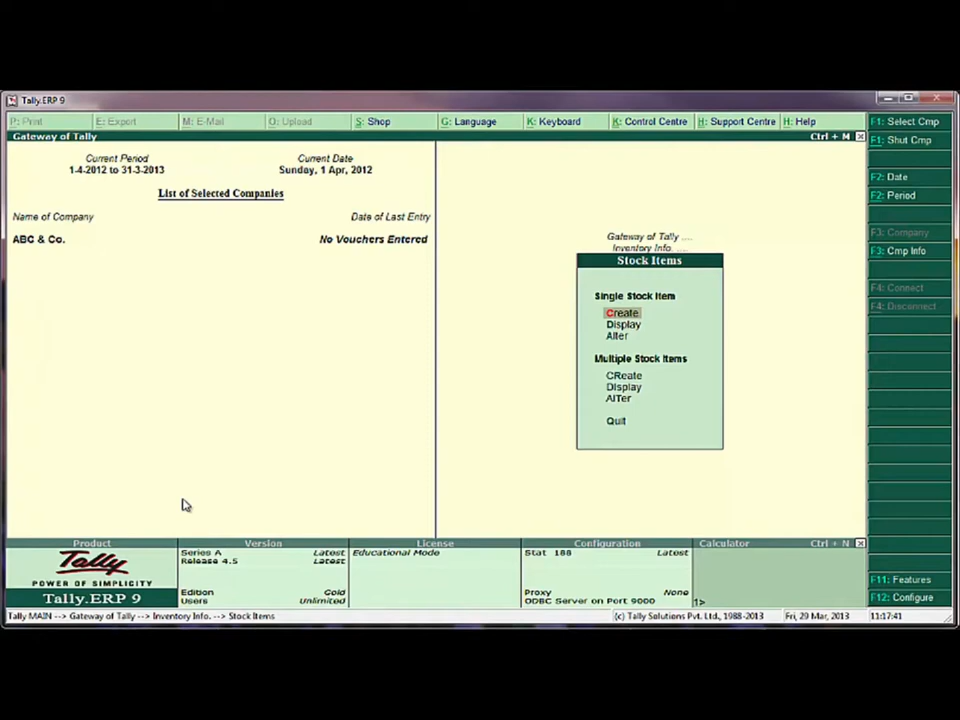 Tally.ERP 9
P: Print E: Export M: E-Mail O: Upload S: Shop G: Language K: Keyboard K: Control Centre H: Support Centre H: Help
F1: Select Cmp
F1: Shut Cmp
F2: Date
F2: Period
F3: Company
F3: Cmp Info
F4: Connect
F4: Disconnect
F11: Features
F12: Configure
Gateway of Tally Ctrl + M
Current Period Current Date
1-4-2012 to 31-3-2013 Sunday, 1 Apr, 2012
List of Selected Companies
Name of Company Date of Last Entry
ABC & Co. No Vouchers Entered
Gateway of Tally ....
Inventory Info. ....
Stock Items
Single Stock Item
Create
Display
Alter
Multiple Stock Items
CReate
DIsplay
AlTer
Quit
Product Version License Configuration Calculator Ctrl + N
Tally
POWER OF SIMPLICITY
Tally.ERP 9
Series A Latest
Release 4.5 Latest
Edition Gold
Users Unlimited
Educational Mode
Stat 188 Latest
Proxy None
ODBC Server on Port 9000
1>
Tally MAIN --> Gateway of Tally --> Inventory Info. --> Stock Items (c) Tally Solutions Pvt. Ltd., 1988-2013 Fri, 29 Mar, 2013 11:17:41